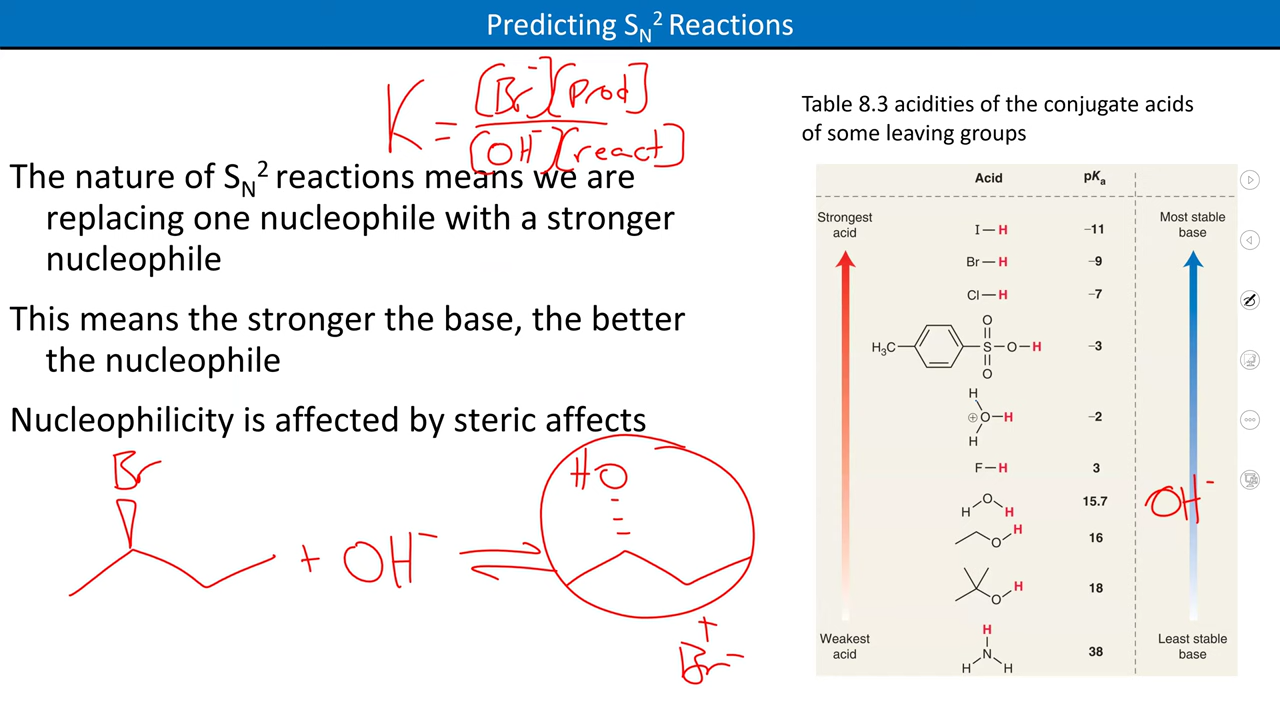 Predicting SN2 Reactions
K = [Br-][Prod]
[OH-][react]
The nature of SN2 reactions means we are
replacing one nucleophile with a stronger
nucleophile
This means the stronger the base, the better
the nucleophile
Nucleophilicity is affected by steric affects
Br
+ OH- ⇌
HO
+
Br-
Table 8.3 acidities of the conjugate acids
of some leaving groups
Acid pKa
Strongest
acid
Most stable
base
I—H −11
Br—H −9
Cl—H −7
O
H3C S O—H −3
O
H
⊕O—H −2
H
F—H 3
H O H 15.7
OH-
H
O 16
H
O 18
H
H N H 38
Weakest
acid
Least stable
base